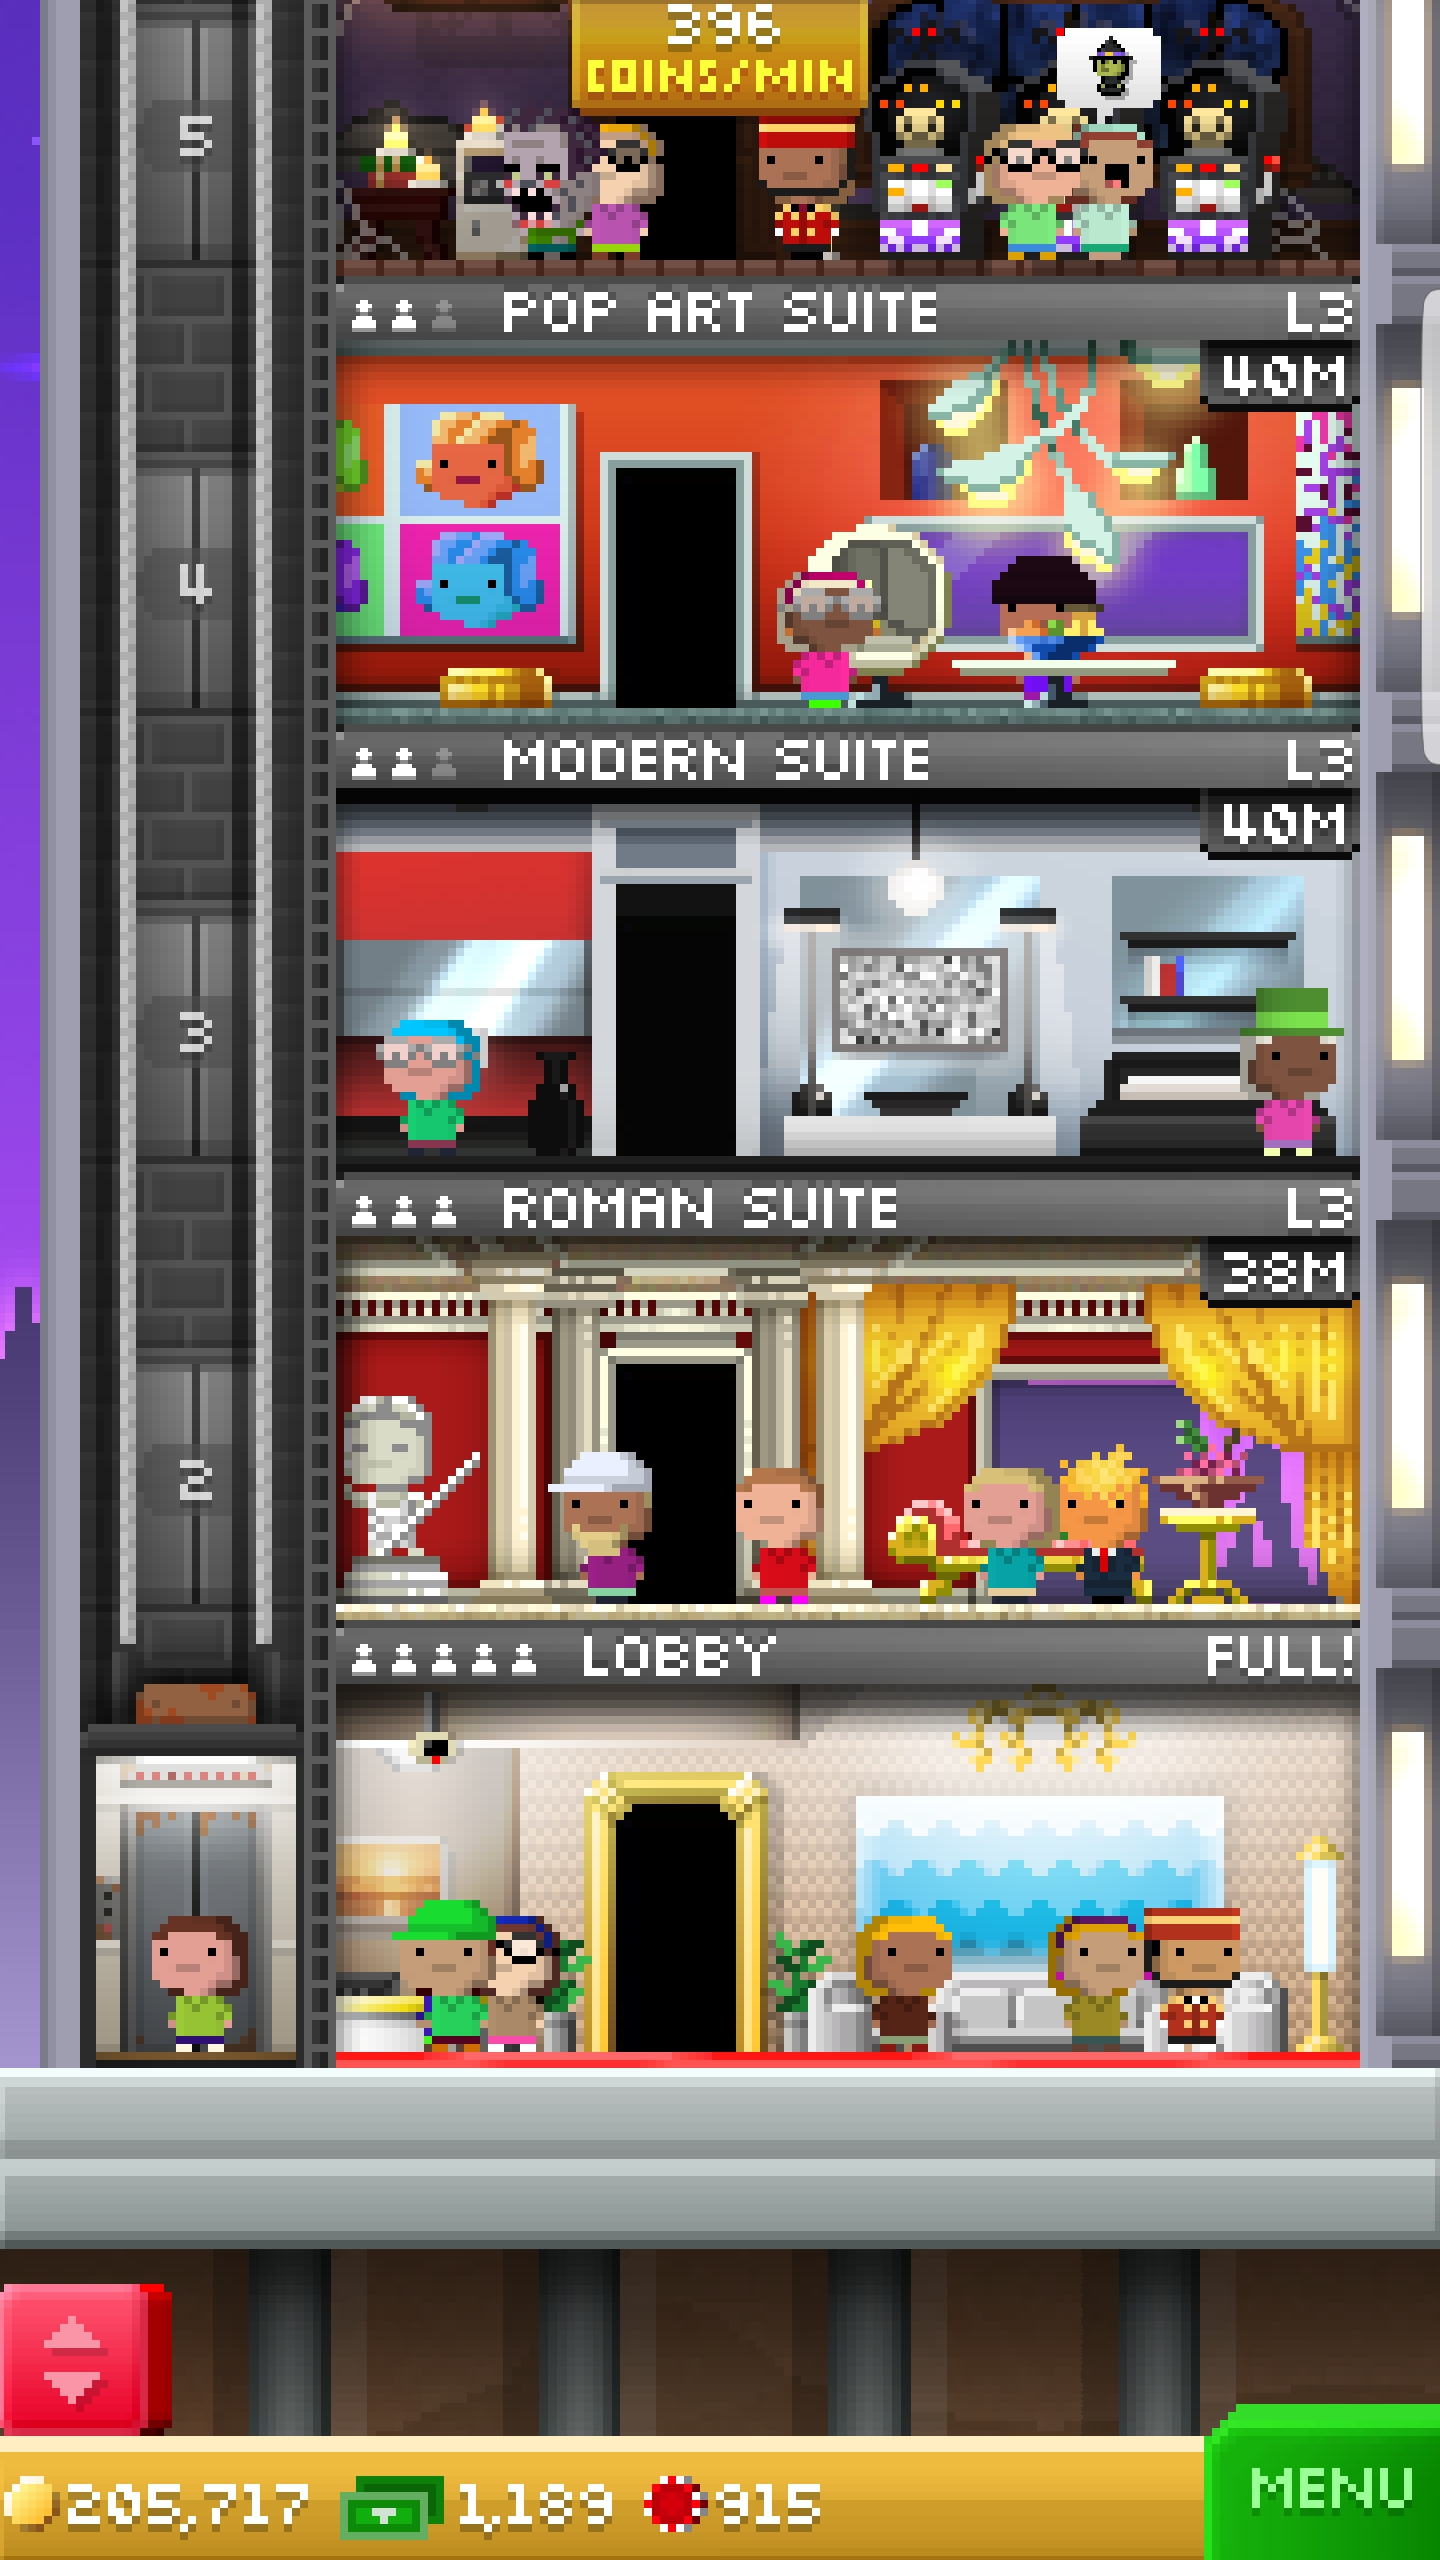 396
COINS/MIN
5
POP ART SUITE L3
40M
4
MODERN SUITE L3
40M
3
ROMAN SUITE L3
38M
2
LOBBY FULL!
205,717 1,189 915
MENU